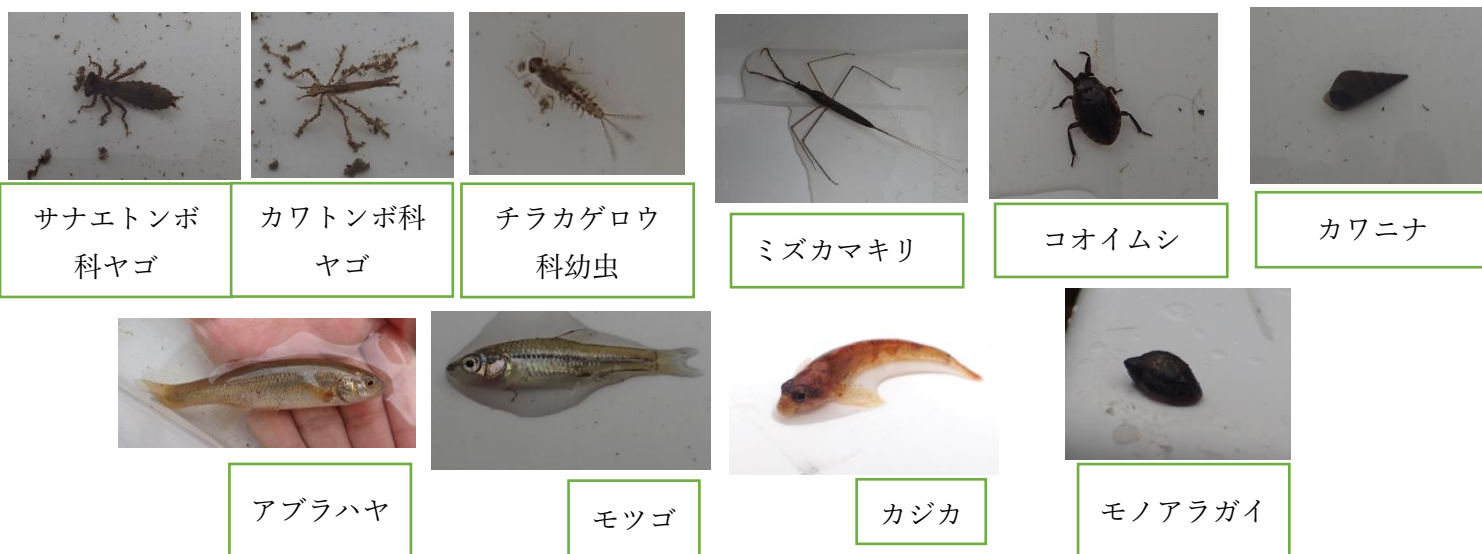 サナエトンボ
科ヤゴ
カワトンボ科
ヤゴ
チラカゲロウ
科幼虫
ミズカマキリ
コオイムシ
カワニナ
アブラハヤ
モツゴ
カジカ
モノアラガイ